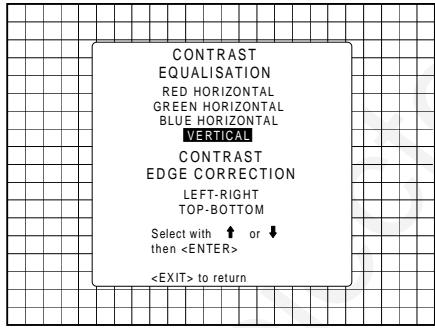 CONTRAST
EQUALISATION
RED HORIZONTAL
GREEN HORIZONTAL
BLUE HORIZONTAL
VERTICAL
CONTRAST
EDGE CORRECTION
LEFT-RIGHT
TOP-BOTTOM
Select with ⬆ or ⬇
then <ENTER>
<EXIT> to return